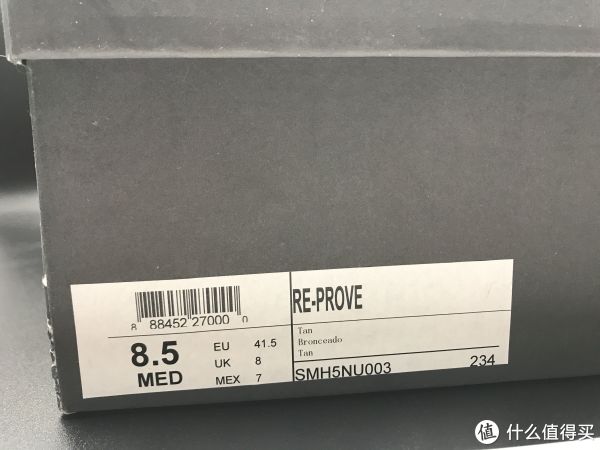 8 88452 27000 0
8.5
MED
EU 41.5
UK 8
MEX 7
RE-PROVE
Tan
Bronceado
Tan
SMH5NU003 234
值 什么值得买